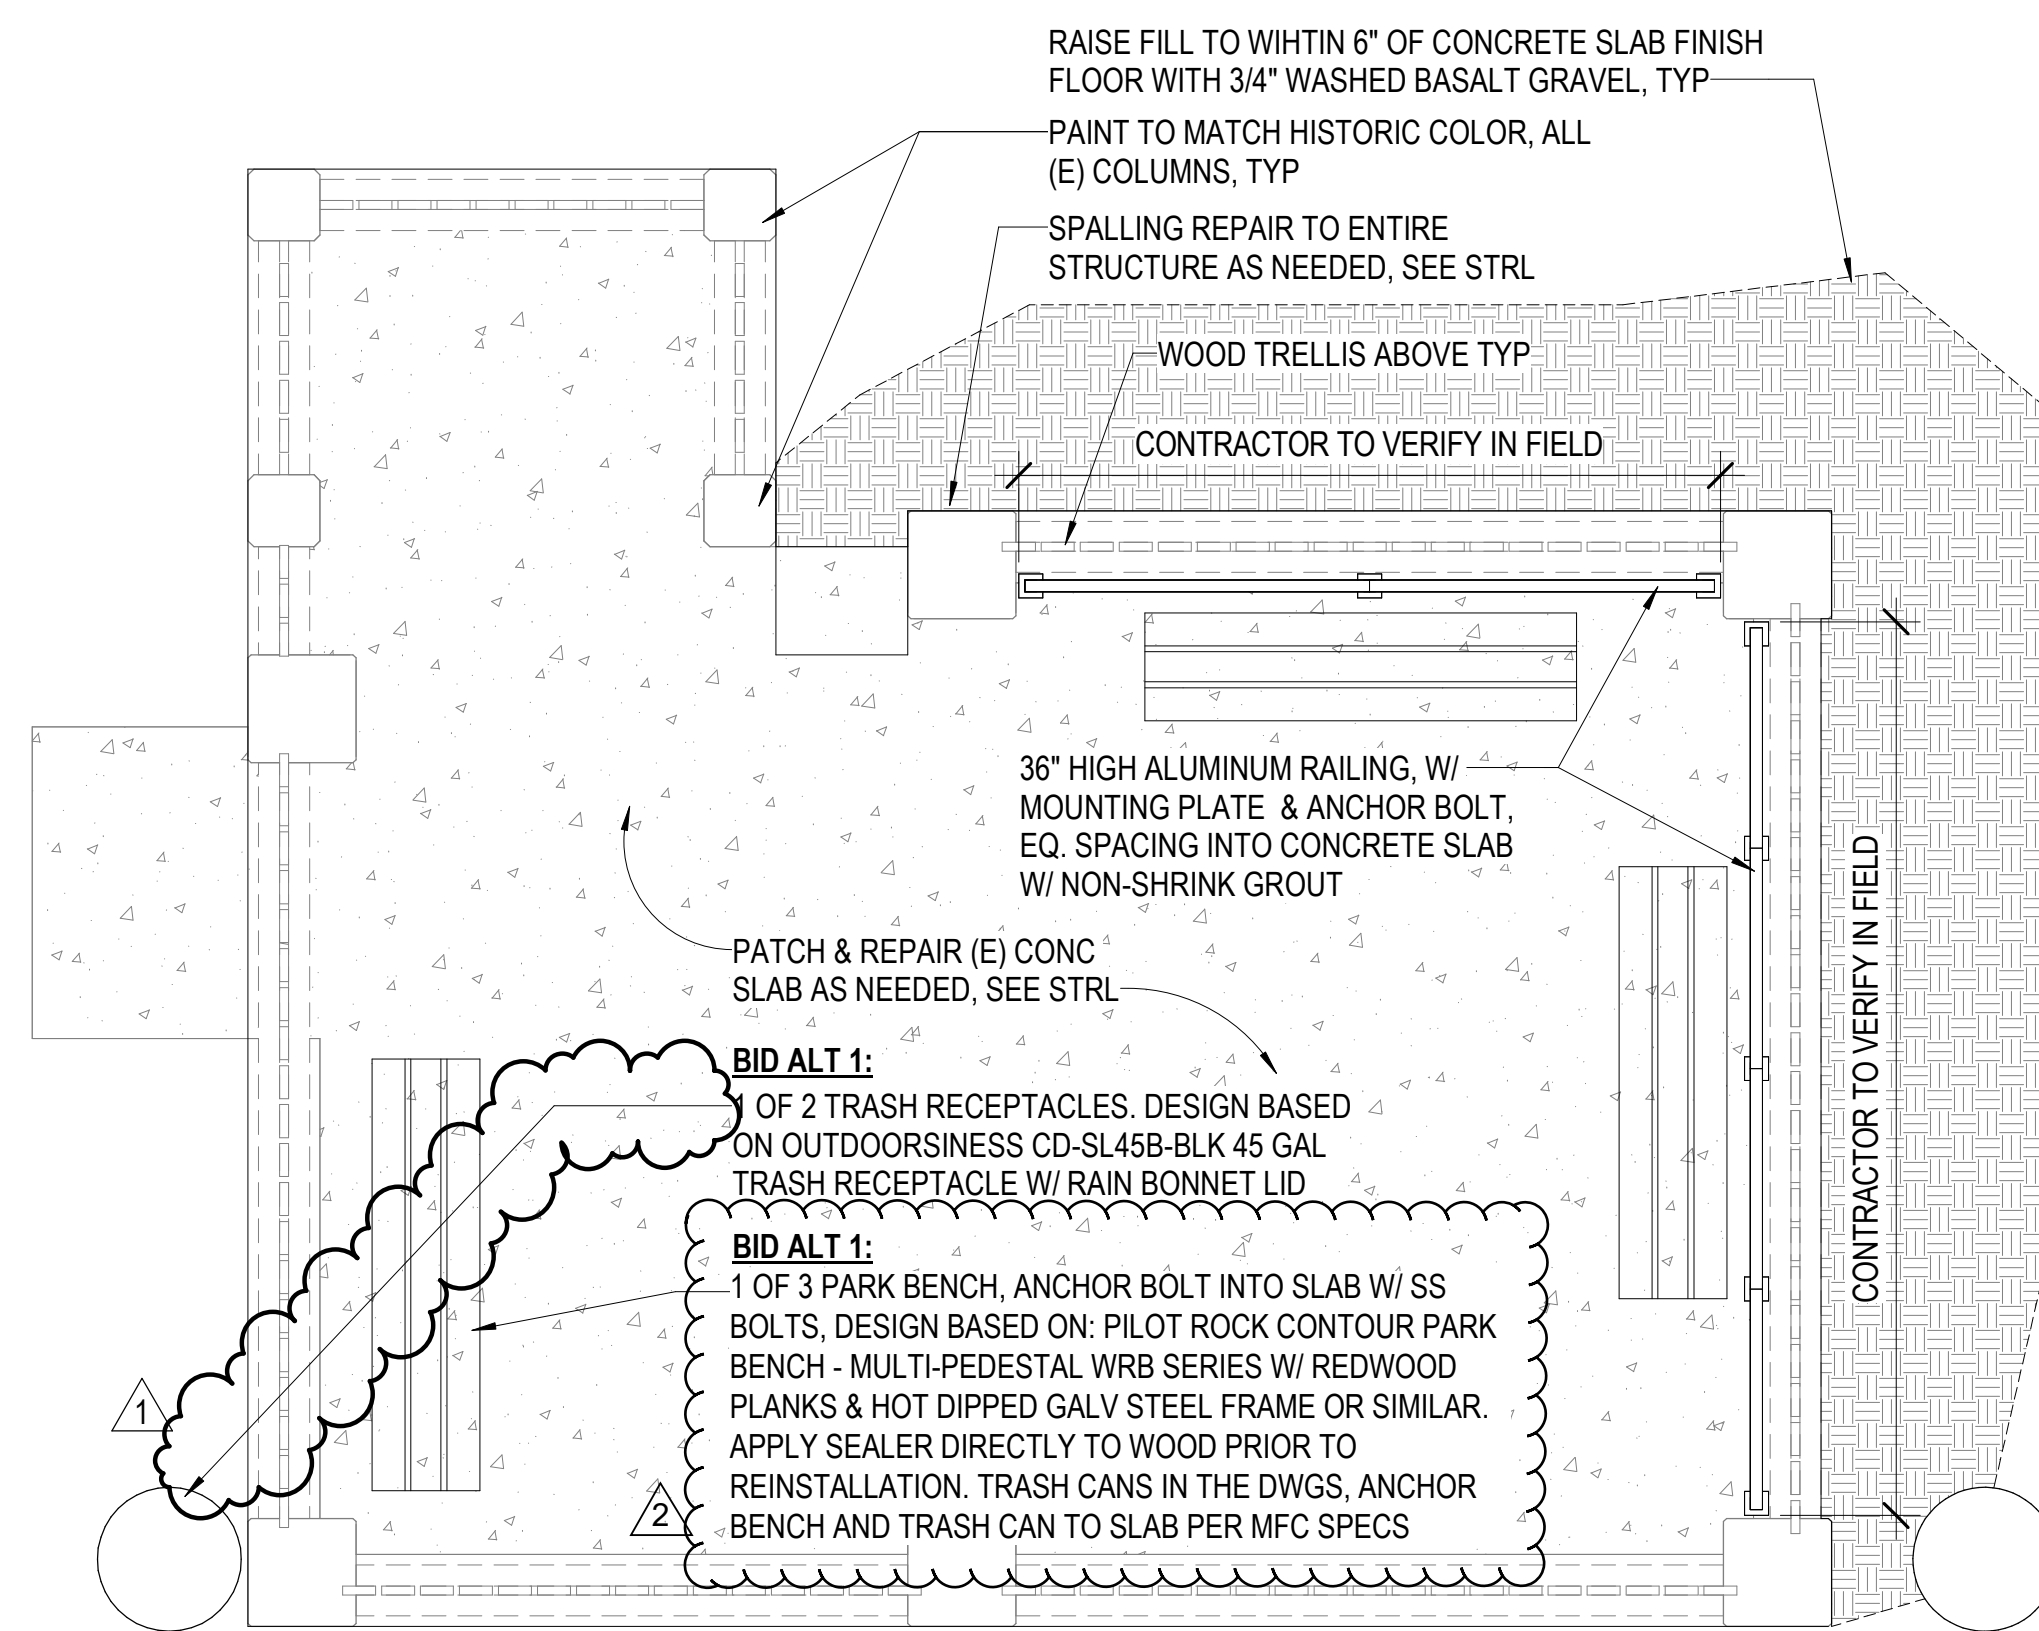 RAISE FILL TO WIHTIN 6" OF CONCRETE SLAB FINISH
FLOOR WITH 3/4" WASHED BASALT GRAVEL, TYP
PAINT TO MATCH HISTORIC COLOR, ALL
(E) COLUMNS, TYP
SPALLING REPAIR TO ENTIRE
STRUCTURE AS NEEDED, SEE STRL
WOOD TRELLIS ABOVE TYP
CONTRACTOR TO VERIFY IN FIELD
36" HIGH ALUMINUM RAILING, W/
MOUNTING PLATE & ANCHOR BOLT,
EQ. SPACING INTO CONCRETE SLAB
W/ NON-SHRINK GROUT
CONTRACTOR TO VERIFY IN FIELD
PATCH & REPAIR (E) CONC
SLAB AS NEEDED, SEE STRL
BID ALT 1:
1 OF 2 TRASH RECEPTACLES. DESIGN BASED
ON OUTDOORSINESS CD-SL45B-BLK 45 GAL
TRASH RECEPTACLE W/ RAIN BONNET LID
BID ALT 1:
1 OF 3 PARK BENCH, ANCHOR BOLT INTO SLAB W/ SS
BOLTS, DESIGN BASED ON: PILOT ROCK CONTOUR PARK
BENCH - MULTI-PEDESTAL WRB SERIES W/ REDWOOD
PLANKS & HOT DIPPED GALV STEEL FRAME OR SIMILAR.
APPLY SEALER DIRECTLY TO WOOD PRIOR TO
REINSTALLATION. TRASH CANS IN THE DWGS, ANCHOR
BENCH AND TRASH CAN TO SLAB PER MFC SPECS
1
2